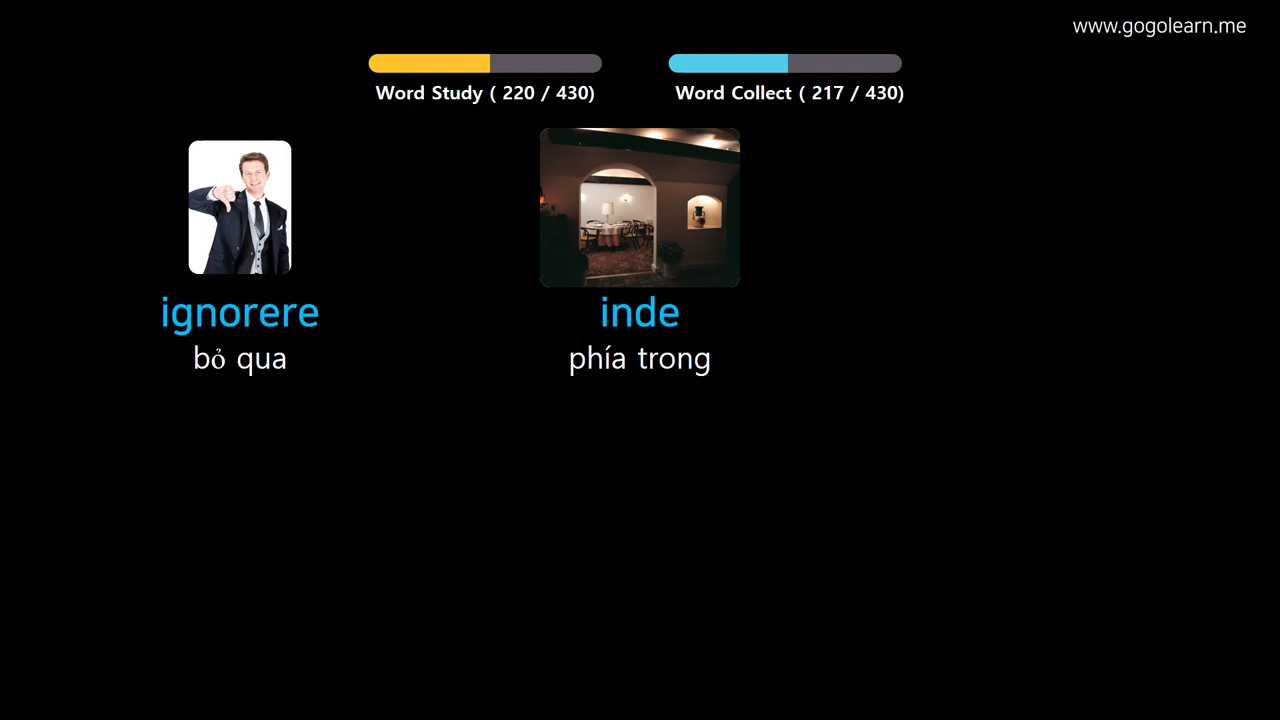 www.gogolearn.me
Word Study ( 220 / 430)
Word Collect ( 217 / 430)
ignorere
bỏ qua
inde
phía trong